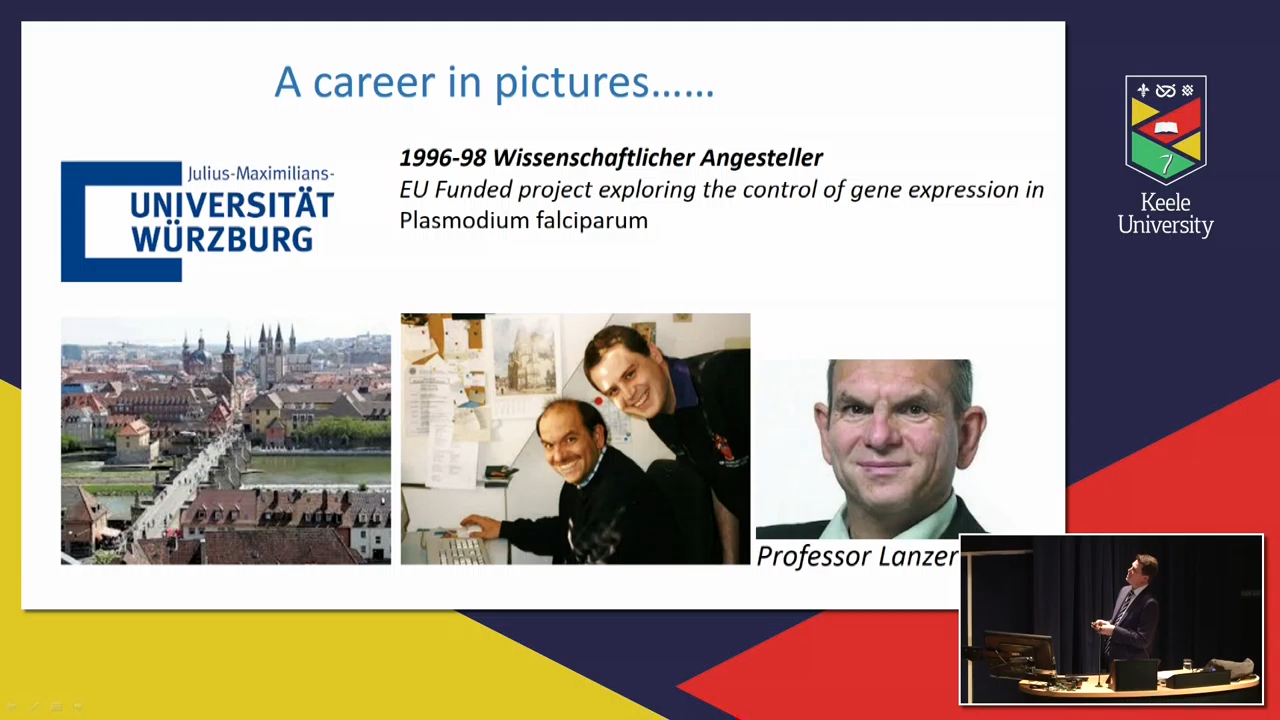 A career in pictures......
1996-98 Wissenschaftlicher Angesteller
EU Funded project exploring the control of gene expression in
Plasmodium falciparum
Julius-Maximilians-
UNIVERSITÄT
WÜRZBURG
Professor Lanzer
Keele
University